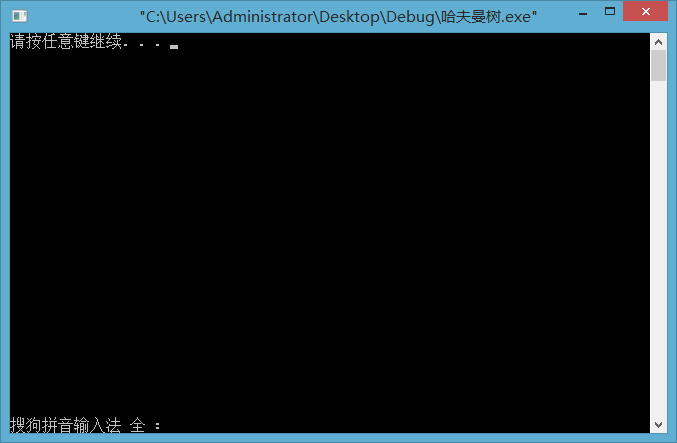 "C:\Users\Administrator\Desktop\Debug\哈夫曼树.exe"
请按任意键继续. . .
搜狗拼音输入法 全 :